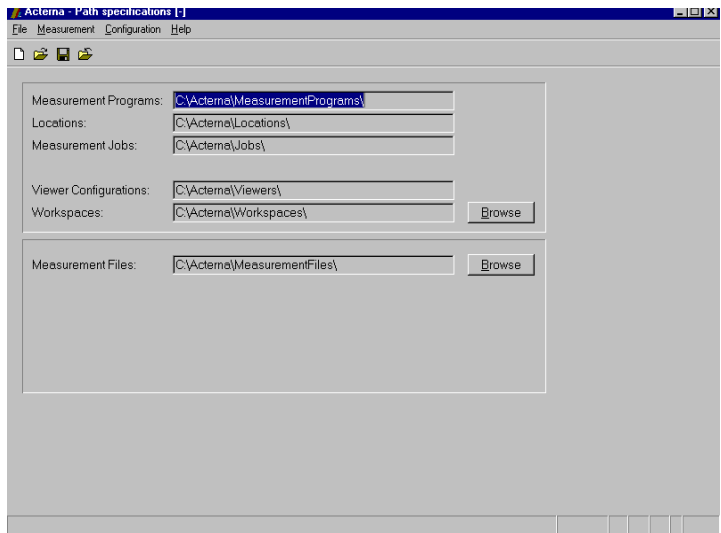 Acterna - Path specifications [-]
File Measurement Configuration Help
Measurement Programs: C:\Acterna\MeasurementPrograms\
Locations: C:\Acterna\Locations\
Measurement Jobs: C:\Acterna\Jobs\
Viewer Configurations: C:\Acterna\Viewers\
Workspaces: C:\Acterna\Workspaces\ Browse
Measurement Files: C:\Acterna\MeasurementFiles\ Browse